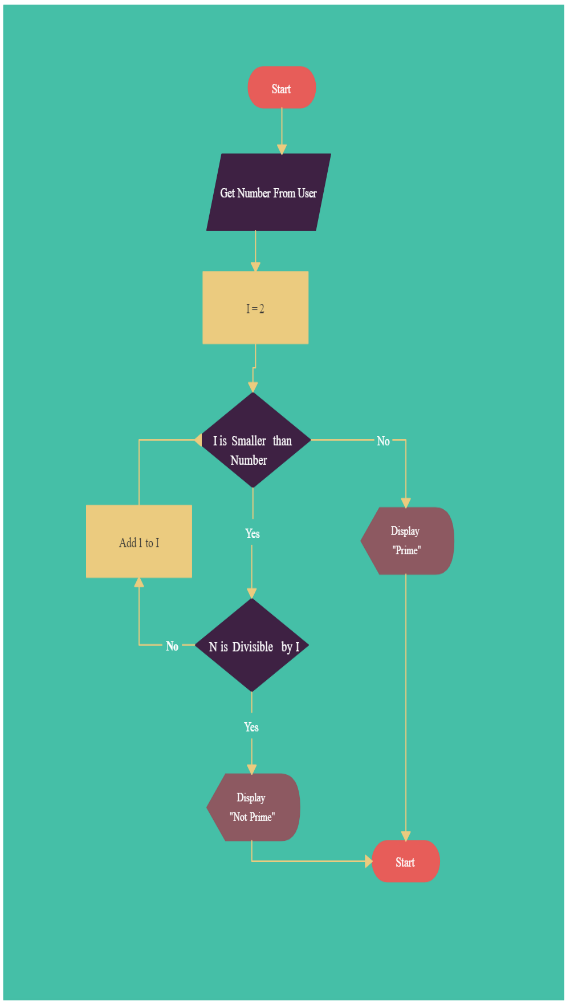 Start
Get Number From User
I = 2
I is Smaller than
Number
No
Display
"Prime"
Yes
Add 1 to I
N is Divisible by I
No
Yes
Display
"Not Prime"
Start